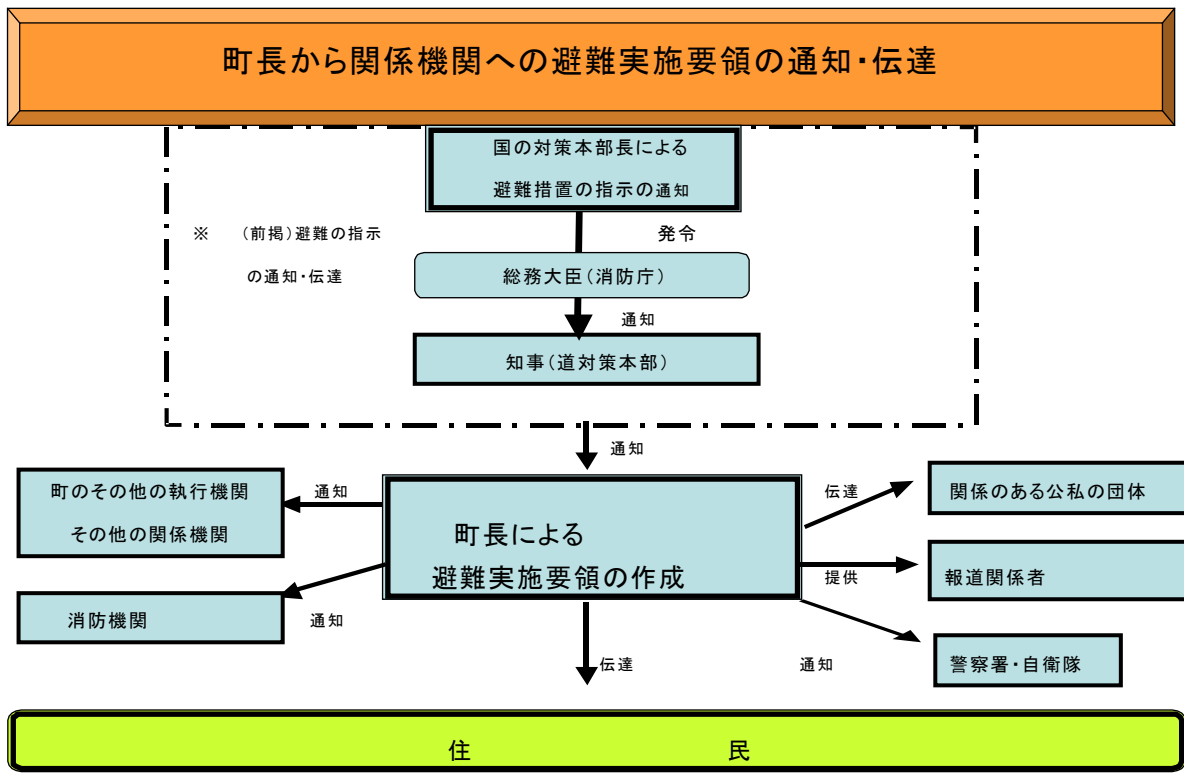 町長から関係機関への避難実施要領の通知・伝達
国の対策本部長による
避難措置の指示の通知
※ (前掲)避難の指示
の通知・伝達
発令
総務大臣(消防庁)
通知
知事(道対策本部)
通知
町のその他の執行機関
その他の関係機関
通知
消防機関
通知
町長による
避難実施要領の作成
伝達
関係のある公私の団体
提供
報道関係者
通知
警察署・自衛隊
伝達
住 民